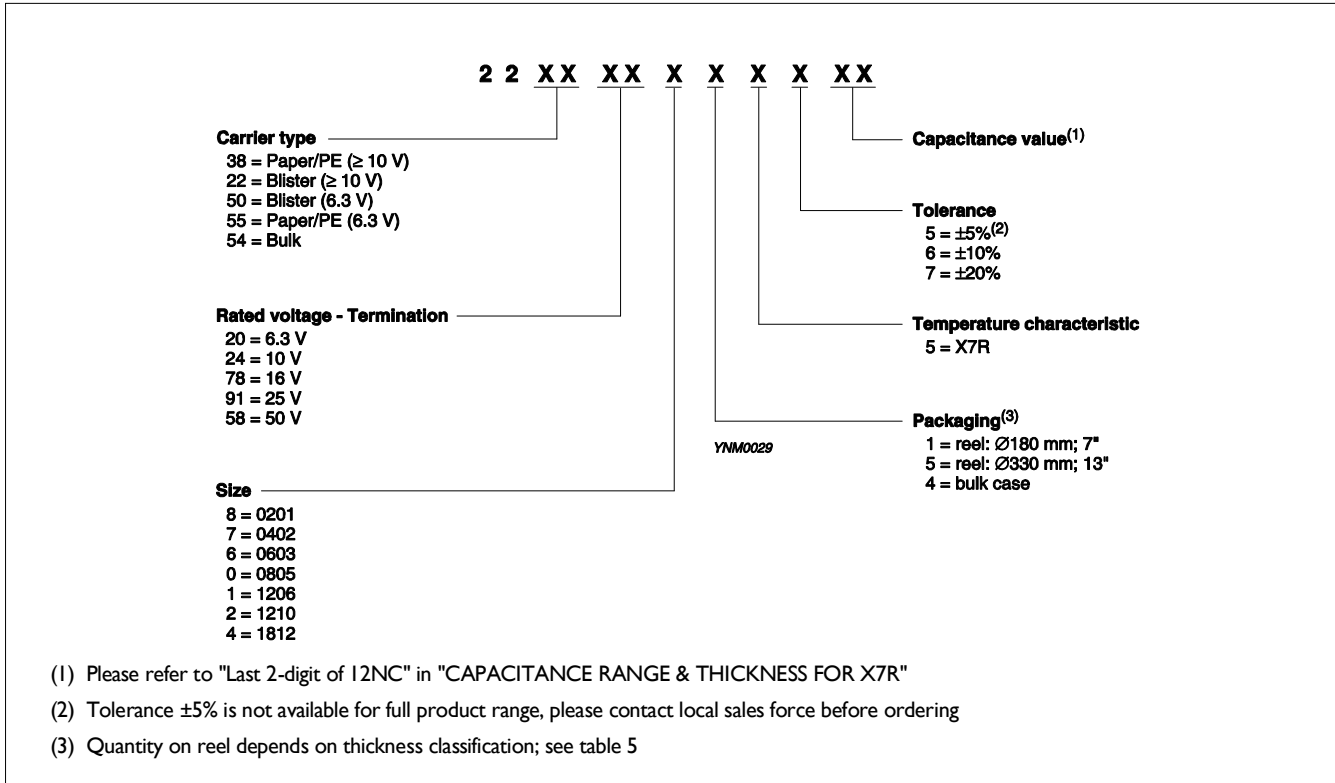 2 2 XX XX X X X X XX
Carrier type
38 = Paper/PE (≥ 10 V)
22 = Blister (≥ 10 V)
50 = Blister (6.3 V)
55 = Paper/PE (6.3 V)
54 = Bulk
Rated voltage - Termination
20 = 6.3 V
24 = 10 V
78 = 16 V
91 = 25 V
58 = 50 V
Size
8 = 0201
7 = 0402
6 = 0603
0 = 0805
1 = 1206
2 = 1210
4 = 1812
Capacitance value(1)
Tolerance
5 = ±5%(2)
6 = ±10%
7 = ±20%
Temperature characteristic
5 = X7R
Packaging(3)
1 = reel: Ø180 mm; 7"
5 = reel: Ø330 mm; 13"
4 = bulk case
YNM0029
(1) Please refer to "Last 2-digit of 12NC" in "CAPACITANCE RANGE & THICKNESS FOR X7R"
(2) Tolerance ±5% is not available for full product range, please contact local sales force before ordering
(3) Quantity on reel depends on thickness classification; see table 5